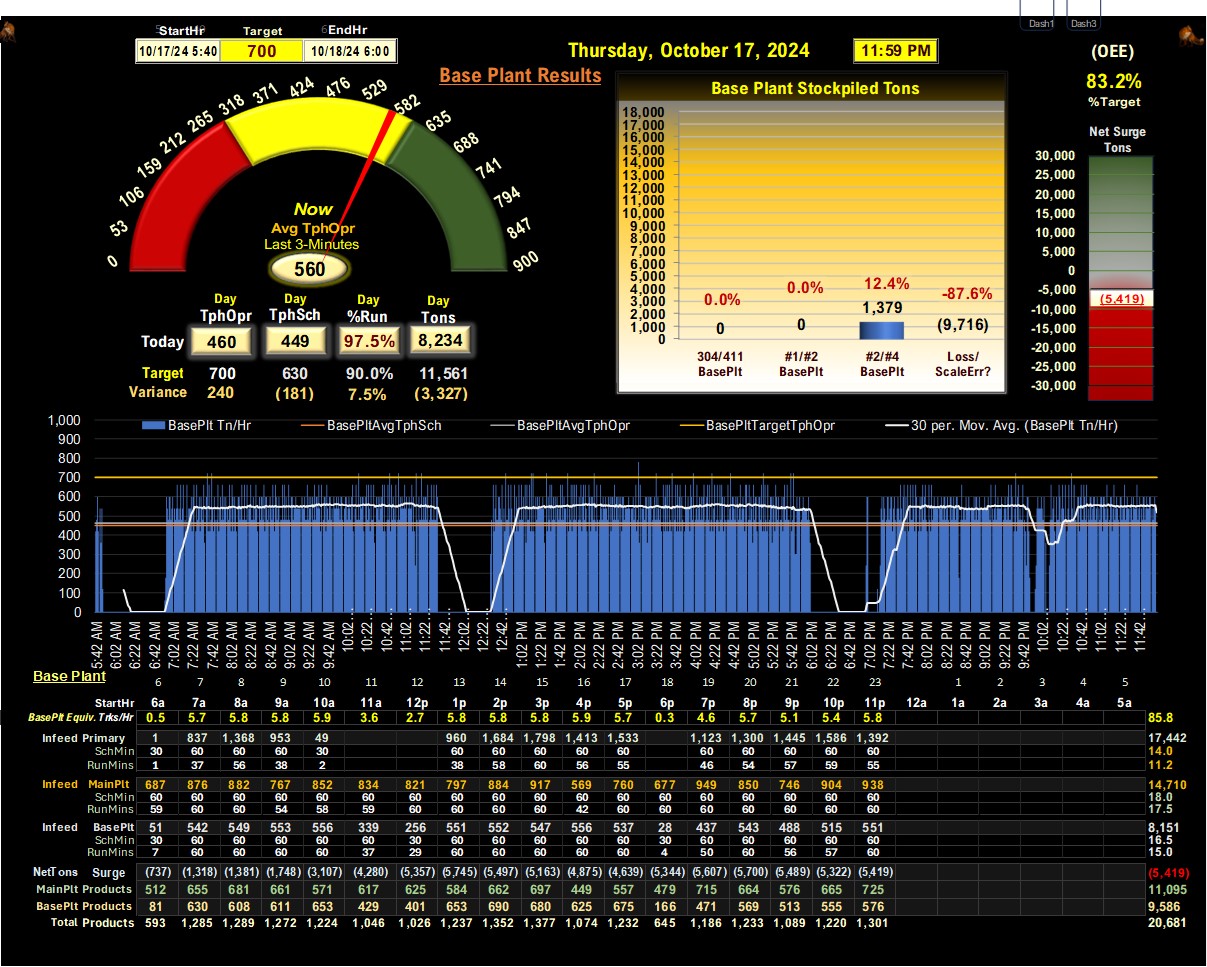 Dash1 Dash3
StartHr Target EndHr
10/17/24 5:40 700 10/18/24 6:00
Thursday, October 17, 2024 11:59 PM
(OEE)
83.2%
%Target
Base Plant Results
0 53 106 159 212 265 318 371 424 476 529 582 635 688 741 794 847 900
Now
Avg TphOpr
Last 3-Minutes
560
Day Day Day Day
TphOpr TphSch %Run Tons
Today 460 449 97.5% 8,234
Target 700 630 90.0% 11,561
Variance 240 (181) 7.5% (3,327)
Base Plant Stockpiled Tons
18,000
17,000
16,000
15,000
14,000
13,000
12,000
11,000
10,000
9,000
8,000
7,000
6,000
5,000
4,000
3,000
2,000
1,000
0
0.0% 0.0% 12.4% -87.6%
0 0 1,379 (9,716)
304/411 #1/#2 #2/#4 Loss/
BasePlt BasePlt BasePlt ScaleErr?
Net Surge
Tons
30,000
25,000
20,000
15,000
10,000
5,000
0
-5,000
(5,419)
-10,000
-15,000
-20,000
-25,000
-30,000
BasePlt Tn/Hr BasePltAvgTphSch BasePltAvgTphOpr BasePltTargetTphOpr 30 per. Mov. Avg. (BasePlt Tn/Hr)
1,000
900
800
700
600
500
400
300
200
100
0
5:42 AM 6:02 AM 6:22 AM 6:42 AM 7:02 AM 7:22 AM 7:42 AM 8:02 AM 8:22 AM 8:42 AM 9:02 AM 9:22 AM 9:42 AM 10:02... 10:22... 10:42... 11:02... 11:22... 11:42... 12:02... 12:22... 12:42... 1:02 PM 1:22 PM 1:42 PM 2:02 PM 2:22 PM 2:42 PM 3:02 PM 3:22 PM 3:42 PM 4:02 PM 4:22 PM 4:42 PM 5:02 PM 5:22 PM 5:42 PM 6:02 PM 6:22 PM 6:42 PM 7:02 PM 7:22 PM 7:42 PM 8:02 PM 8:22 PM 8:42 PM 9:02 PM 9:22 PM 9:42 PM 10:02... 10:22... 10:42... 11:02... 11:22... 11:42...
Base Plant 6 7 8 9 10 11 12 13 14 15 16 17 18 19 20 21 22 23 1 2 3 4 5
StartHr 6a 7a 8a 9a 10a 11a 12p 1p 2p 3p 4p 5p 6p 7p 8p 9p 10p 11p 12a 1a 2a 3a 4a 5a
BasePlt Equiv. Trks/Hr 0.5 5.7 5.8 5.8 5.9 3.6 2.7 5.8 5.8 5.8 5.9 5.7 0.3 4.6 5.7 5.1 5.4 5.8 85.8
Infeed Primary 1 837 1,368 953 49 960 1,684 1,798 1,413 1,533 1,123 1,300 1,445 1,586 1,392 17,442
SchMin 30 60 60 60 30 60 60 60 60 60 60 60 60 60 60 14.0
RunMins 1 37 56 38 2 38 58 60 56 55 46 54 57 59 55 11.2
Infeed MainPlt 687 876 882 767 852 834 821 797 884 917 569 760 677 949 850 746 904 938 14,710
SchMin 60 60 60 60 60 60 60 60 60 60 60 60 60 60 60 60 60 60 18.0
RunMins 59 60 60 54 58 59 60 60 60 60 42 60 60 60 60 60 60 60 17.5
Infeed BasePlt 51 542 549 553 556 339 256 551 552 547 556 537 28 437 543 488 515 551 8,151
SchMin 30 60 60 60 60 60 30 60 60 60 60 60 30 60 60 60 60 60 16.5
RunMins 7 60 60 60 60 37 29 60 60 60 60 60 4 50 60 56 57 60 15.0
NetTons Surge (737) (1,318) (1,381) (1,748) (3,107) (4,280) (5,357) (5,745) (5,497) (5,163) (4,875) (4,639) (5,344) (5,607) (5,700) (5,489) (5,322) (5,419) (5,419)
MainPlt Products 512 655 681 661 571 617 625 584 662 697 449 557 479 715 664 576 665 725 11,095
BasePlt Products 81 630 608 611 653 429 401 653 690 680 625 675 166 471 569 513 555 576 9,586
Total Products 593 1,285 1,289 1,272 1,224 1,046 1,026 1,237 1,352 1,377 1,074 1,232 645 1,186 1,233 1,089 1,220 1,301 20,681